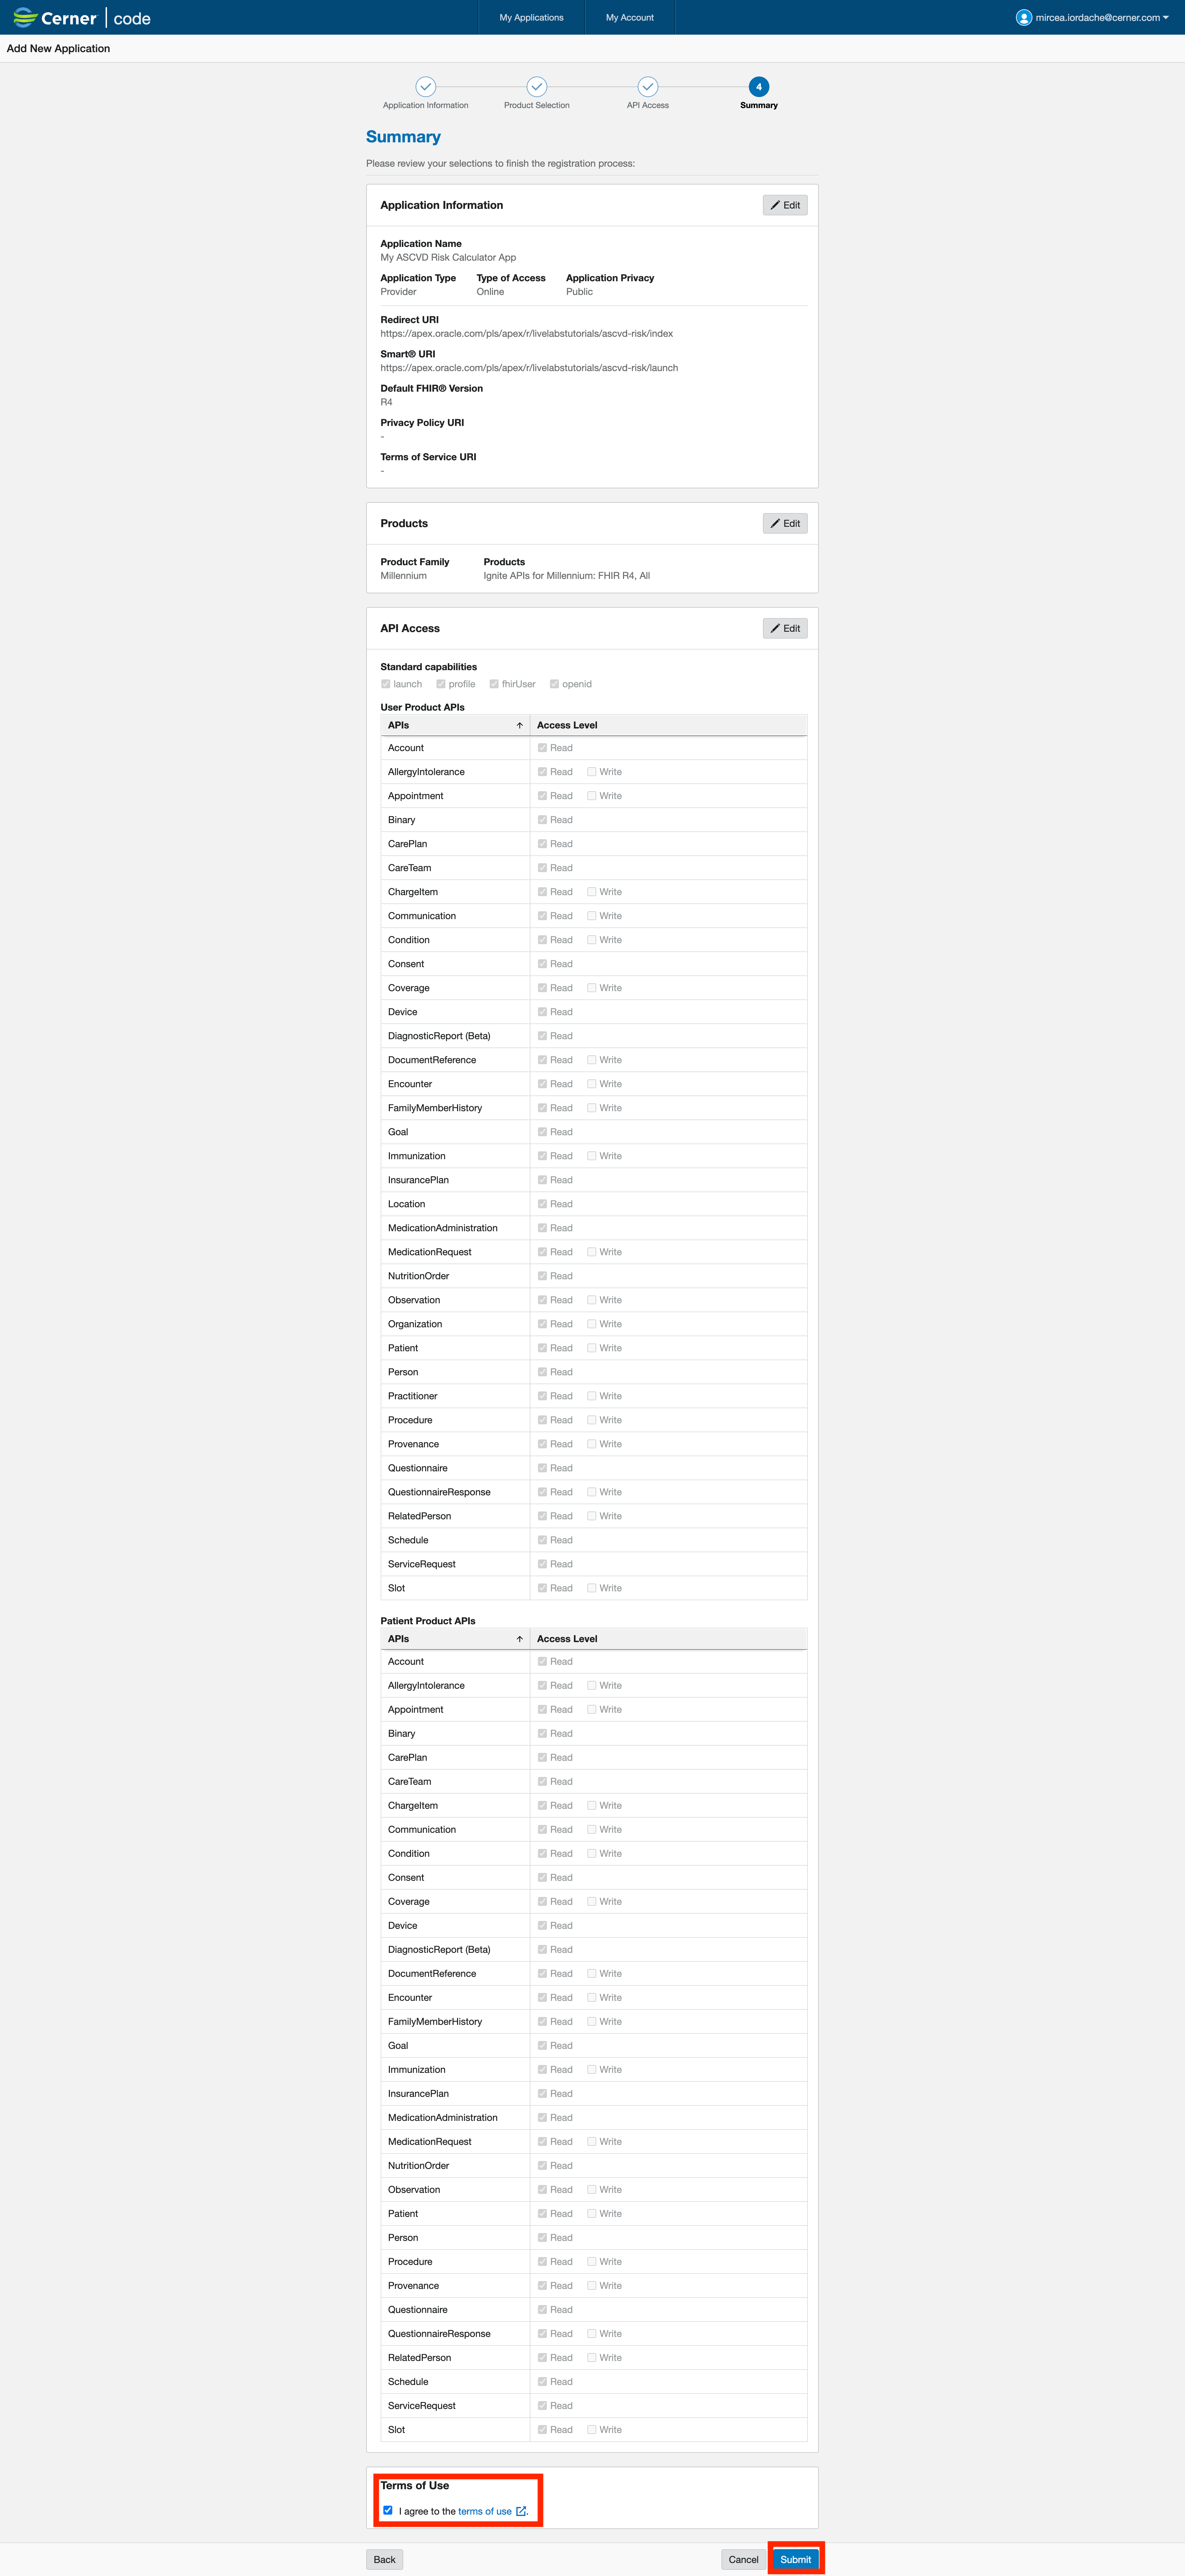 Cerner code
My Applications My Account mircea.iordache@cerner.com
Add New Application
4
Application Information Product Selection API Access Summary
Summary
Please review your selections to finish the registration process:
Application Information Edit
Application Name
My ASCVD Risk Calculator App
Application Type Type of Access Application Privacy
Provider Online Public
Redirect URI
https://apex.oracle.com/pls/apex/r/livelabstutorials/ascvd-risk/index
Smart® URI
https://apex.oracle.com/pls/apex/r/livelabstutorials/ascvd-risk/launch
Default FHIR® Version
R4
Privacy Policy URI
-
Terms of Service URI
-
Products Edit
Product Family Products
Millennium Ignite APIs for Millennium: FHIR R4, All
API Access Edit
Standard capabilities
launch profile fhirUser openid
User Product APIs
APIs Access Level
Account Read
AllergyIntolerance Read Write
Appointment Read Write
Binary Read
CarePlan Read
CareTeam Read
ChargeItem Read Write
Communication Read Write
Condition Read Write
Consent Read
Coverage Read Write
Device Read
DiagnosticReport (Beta) Read
DocumentReference Read Write
Encounter Read Write
FamilyMemberHistory Read Write
Goal Read
Immunization Read Write
InsurancePlan Read
Location Read
MedicationAdministration Read
MedicationRequest Read Write
NutritionOrder Read
Observation Read Write
Organization Read Write
Patient Read Write
Person Read
Practitioner Read Write
Procedure Read Write
Provenance Read Write
Questionnaire Read
QuestionnaireResponse Read Write
RelatedPerson Read Write
Schedule Read
ServiceRequest Read
Slot Read Write
Patient Product APIs
APIs Access Level
Account Read
AllergyIntolerance Read Write
Appointment Read Write
Binary Read
CarePlan Read
CareTeam Read
ChargeItem Read Write
Communication Read Write
Condition Read Write
Consent Read
Coverage Read Write
Device Read
DiagnosticReport (Beta) Read
DocumentReference Read Write
Encounter Read Write
FamilyMemberHistory Read Write
Goal Read
Immunization Read Write
InsurancePlan Read
MedicationAdministration Read
MedicationRequest Read Write
NutritionOrder Read
Observation Read Write
Patient Read Write
Person Read
Procedure Read Write
Provenance Read Write
Questionnaire Read
QuestionnaireResponse Read Write
RelatedPerson Read Write
Schedule Read
ServiceRequest Read
Slot Read Write
Terms of Use
I agree to the terms of use .
Back Cancel Submit